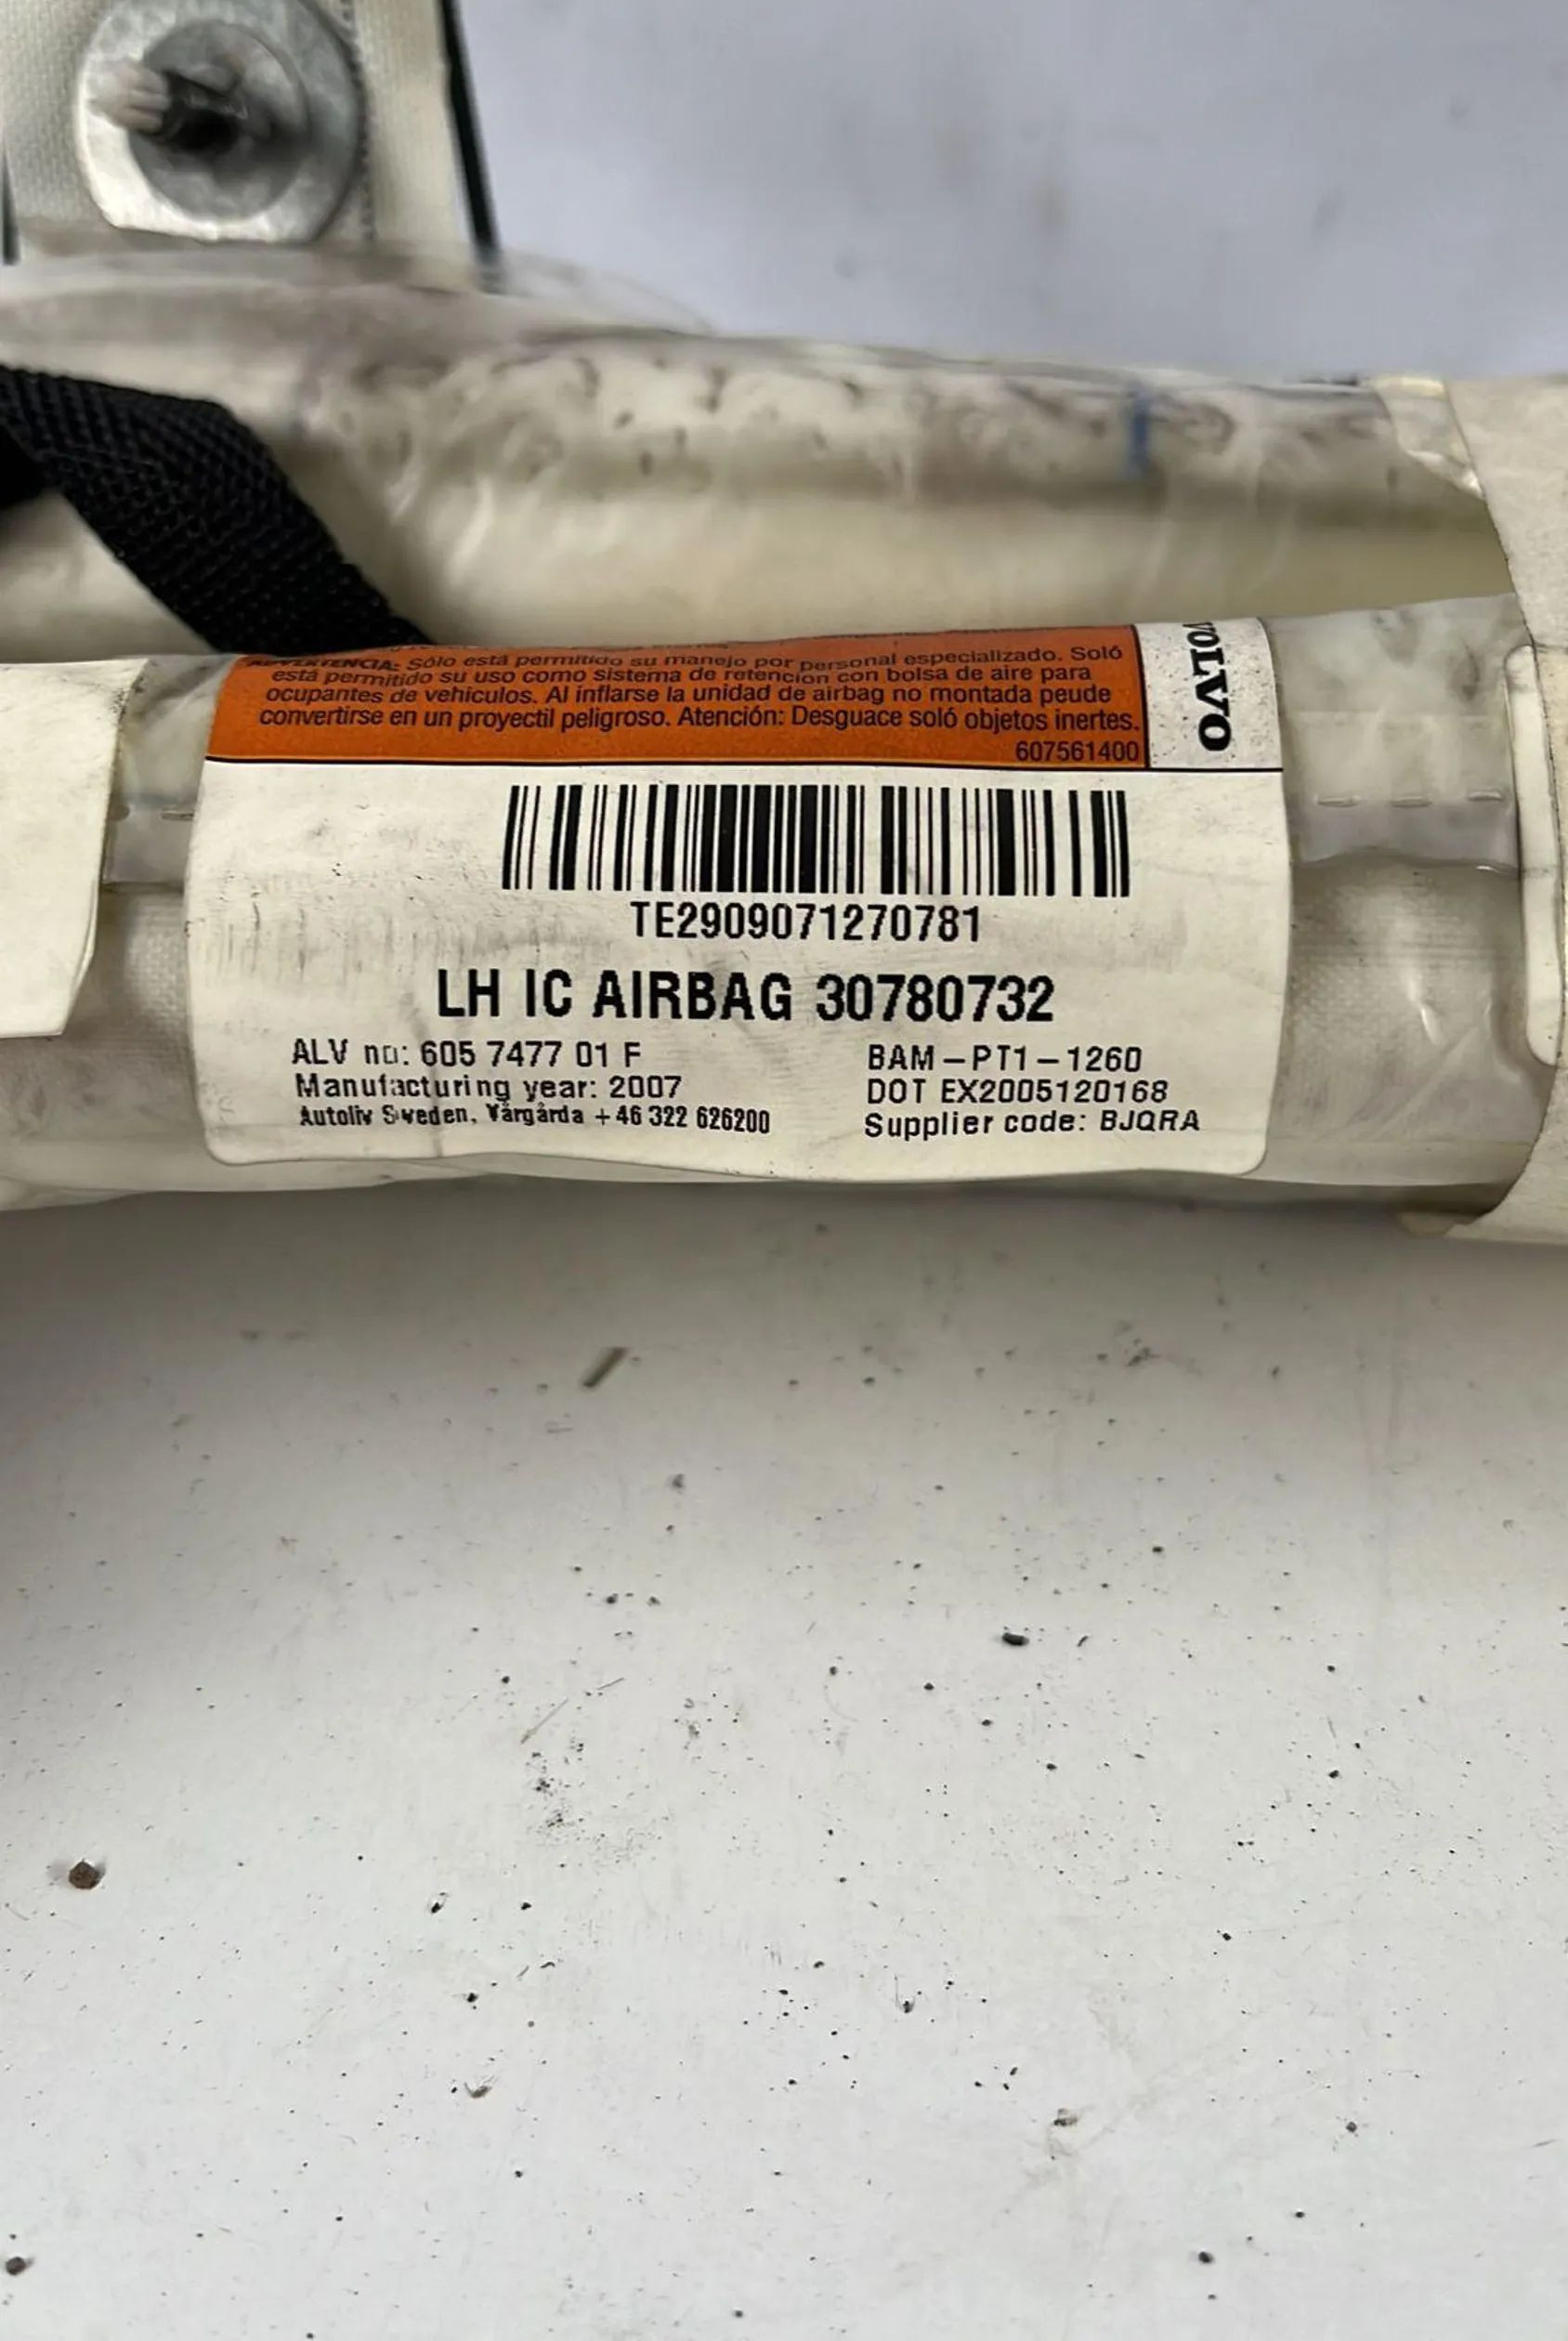 ADVERTENCIA: Sólo está permitido su manejo por personal especializado. Soló
está permitido su uso como sistema de retención con bolsa de aire para
ocupantes de vehiculos. Al inflarse la unidad de airbag no montada peude
convertirse en un proyectil peligroso. Atención: Desguace soló objetos inertes.
607561400
VOLVO
TE2909071270781
LH IC AIRBAG 30780732
ALV no: 605 7477 01 F
Manufacturing year: 2007
Autoliv Sweden, Vårgårda +46 322 626200
BAM-PT1-1260
DOT EX2005120168
Supplier code: BJQRA